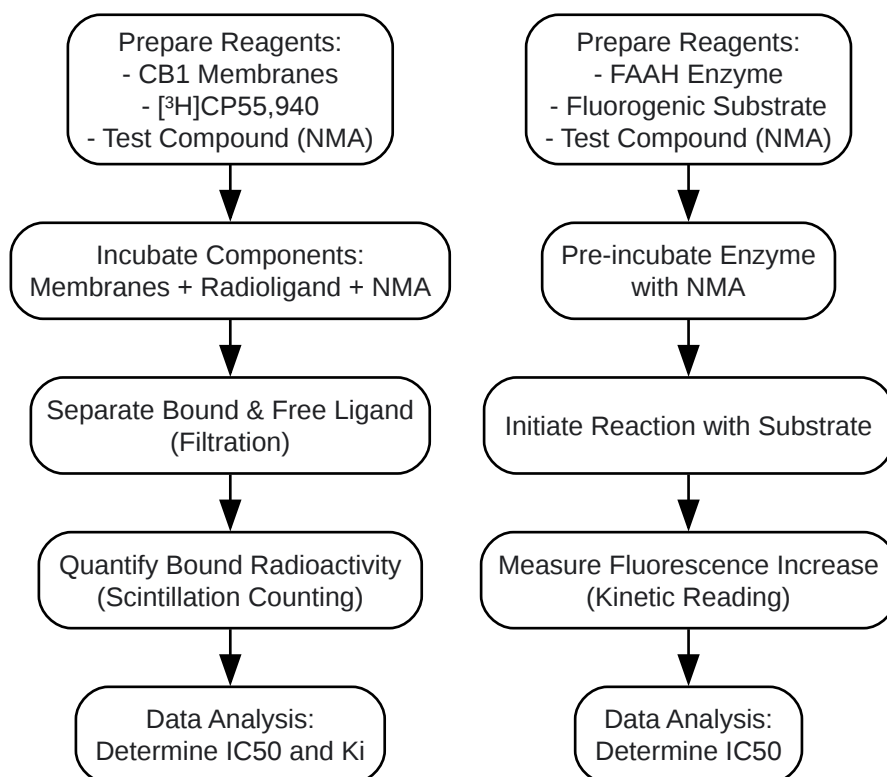 Prepare Reagents:
- CB1 Membranes
- [³H]CP55,940
- Test Compound (NMA)
Incubate Components:
Membranes + Radioligand + NMA
Separate Bound & Free Ligand
(Filtration)
Quantify Bound Radioactivity
(Scintillation Counting)
Data Analysis:
Determine IC50 and Ki
Prepare Reagents:
- FAAH Enzyme
- Fluorogenic Substrate
- Test Compound (NMA)
Pre-incubate Enzyme
with NMA
Initiate Reaction with Substrate
Measure Fluorescence Increase
(Kinetic Reading)
Data Analysis:
Determine IC50